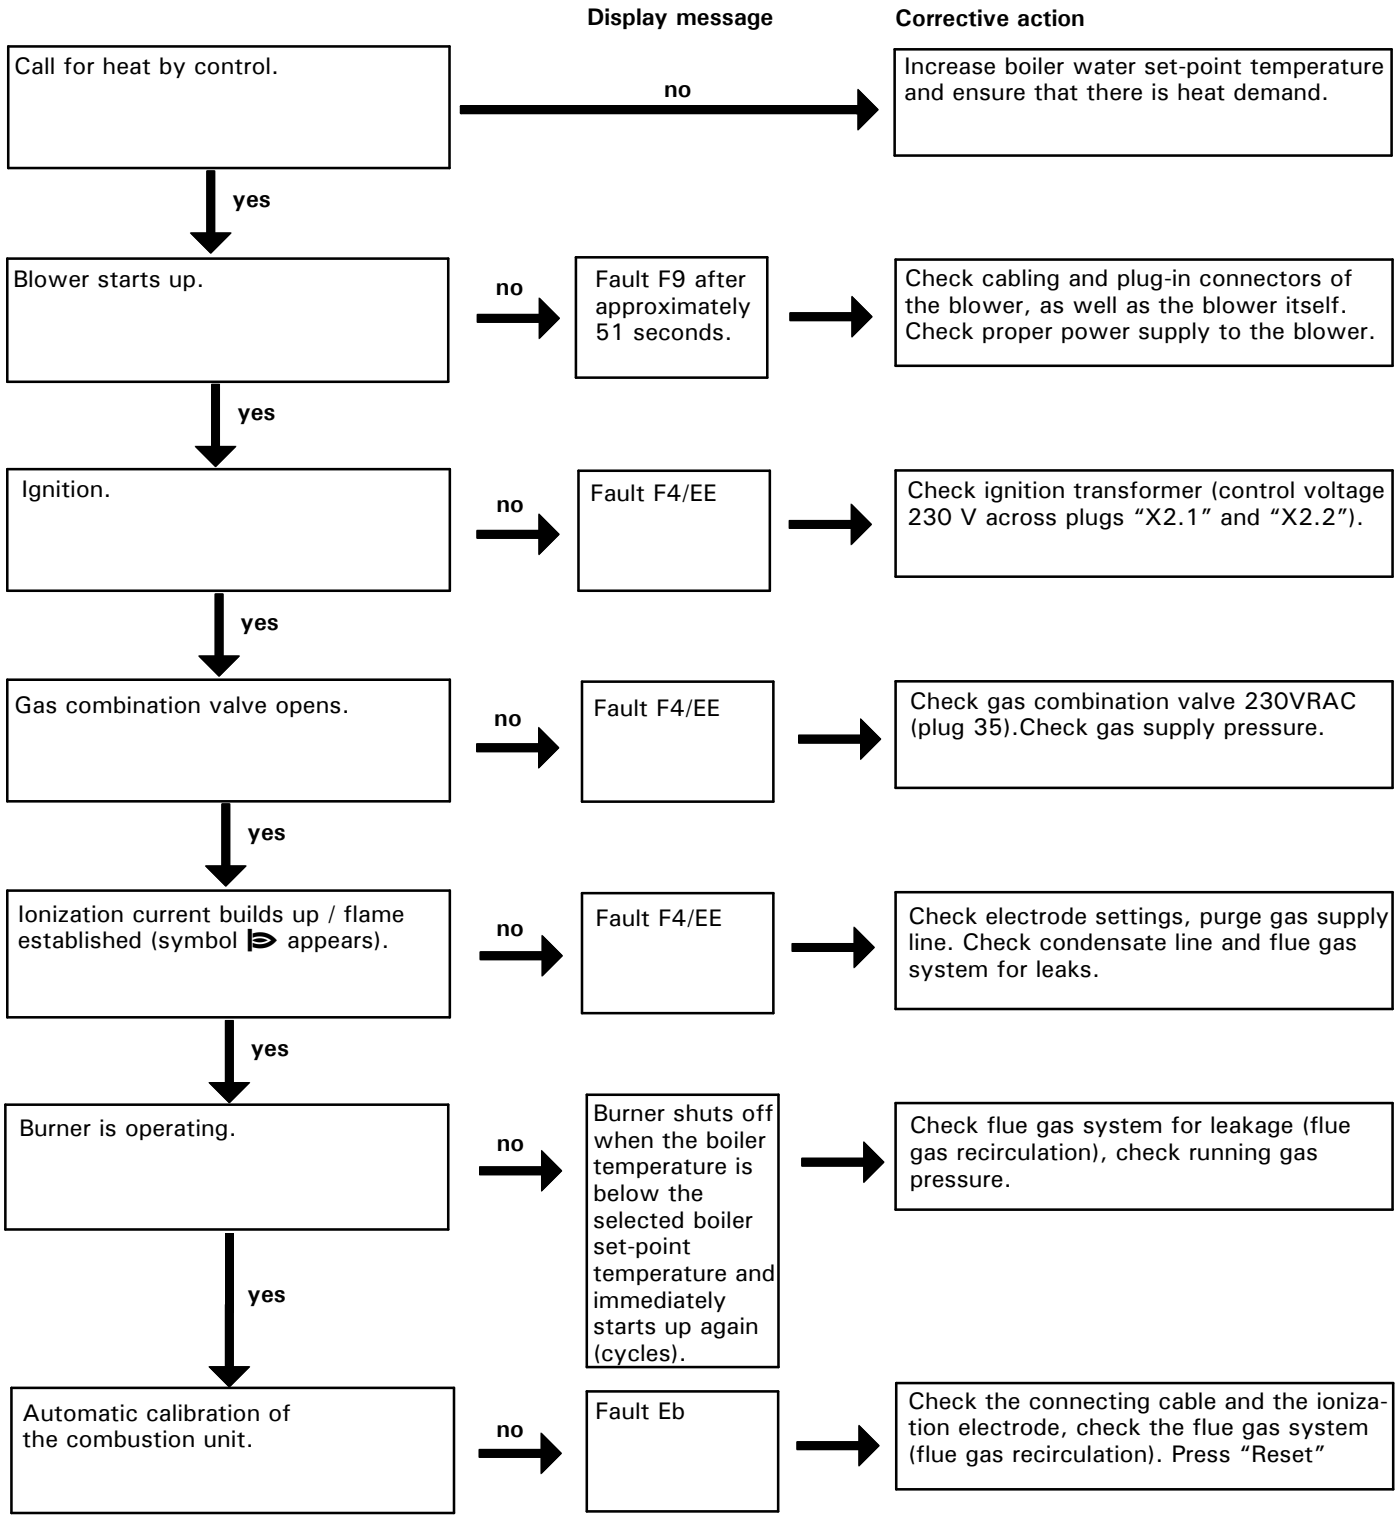 Display message
Corrective action
Call for heat by control.
no
Increase boiler water set-point temperature
and ensure that there is heat demand.
yes
Blower starts up.
no
Fault F9 after
approximately
51 seconds.
Check cabling and plug-in connectors of
the blower, as well as the blower itself.
Check proper power supply to the blower.
yes
Ignition.
no
Fault F4/EE
Check ignition transformer (control voltage
230 V across plugs “X2.1” and “X2.2”).
yes
Gas combination valve opens.
no
Fault F4/EE
Check gas combination valve 230VRAC
(plug 35).Check gas supply pressure.
yes
Ionization current builds up / flame
established (symbol appears).
no
Fault F4/EE
Check electrode settings, purge gas supply
line. Check condensate line and flue gas
system for leaks.
yes
Burner is operating.
no
Burner shuts off
when the boiler
temperature is
below the
selected boiler
set-point
temperature and
immediately
starts up again
(cycles).
Check flue gas system for leakage (flue
gas recirculation), check running gas
pressure.
yes
Automatic calibration of
the combustion unit.
no
Fault Eb
Check the connecting cable and the ioniza-
tion electrode, check the flue gas system
(flue gas recirculation). Press “Reset”